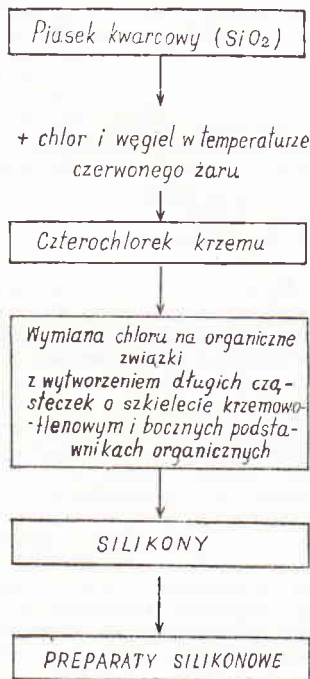 Piasek kwarcowy (SiO2)
+ chlor i węgiel w temperaturze
czerwonego żaru
Czterochlorek krzemu
Wymiana chloru na organiczne
związki
z wytworzeniem długich czą-
steczek o szkielecie krzemowo-
-tlenowym i bocznych podsta-
wnikach organicznych
SILIKONY
PREPARATY SILIKONOWE